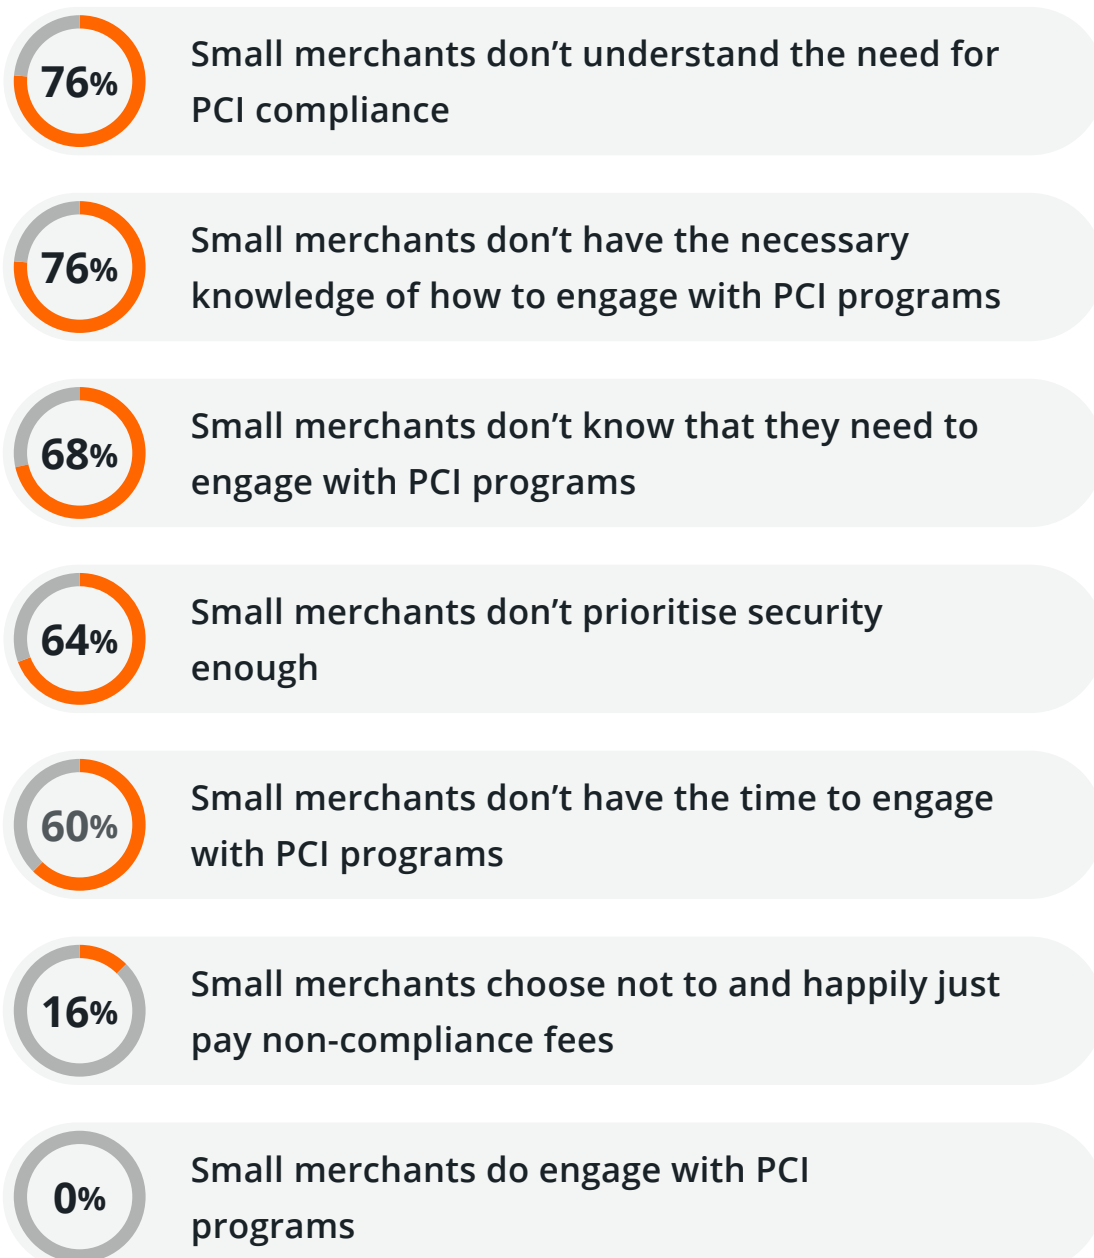 76%
Small merchants don’t understand the need for
PCI compliance
76%
Small merchants don’t have the necessary
knowledge of how to engage with PCI programs
68%
Small merchants don’t know that they need to
engage with PCI programs
64%
Small merchants don’t prioritise security
enough
60%
Small merchants don’t have the time to engage
with PCI programs
16%
Small merchants choose not to and happily just
pay non-compliance fees
0%
Small merchants do engage with PCI
programs